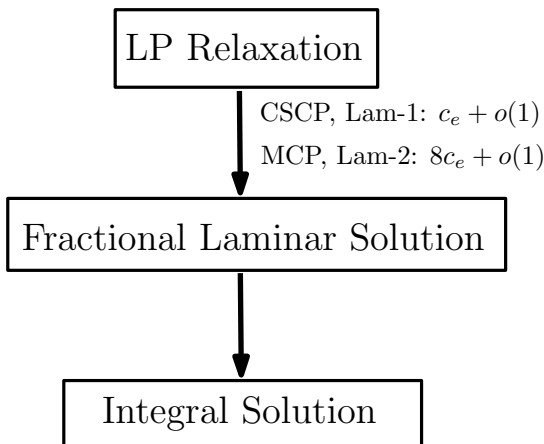 LP Relaxation
CSCP, Lam-1: $c_e + o(1)$
MCP, Lam-2: $8c_e + o(1)$
Fractional Laminar Solution
Integral Solution